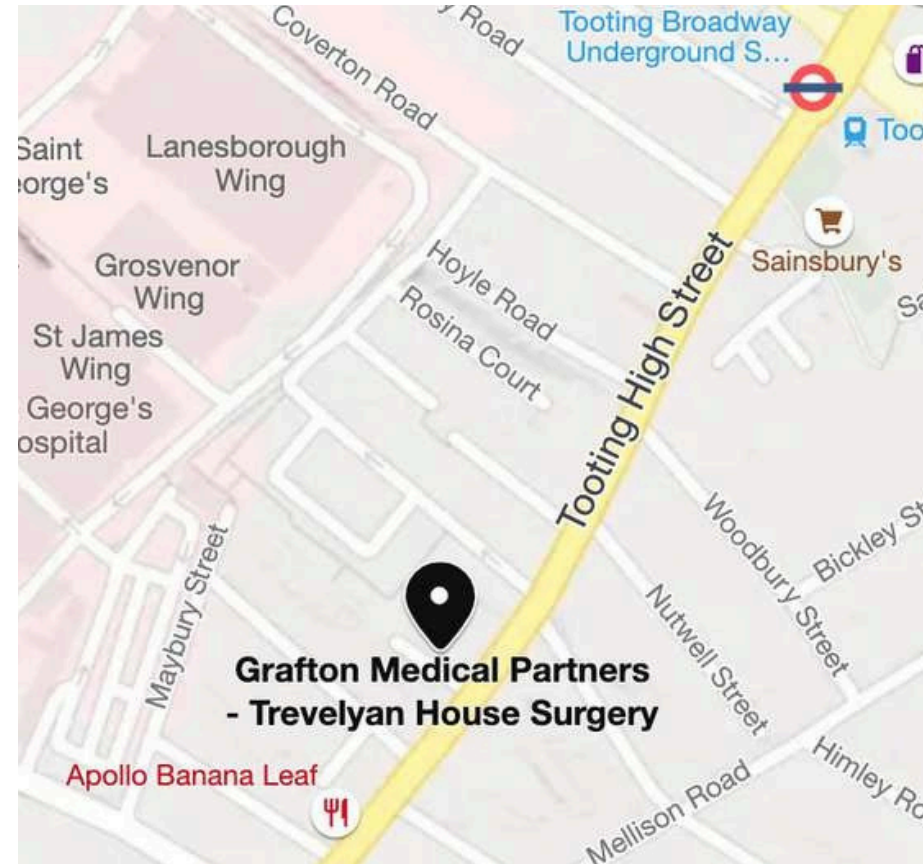 Tooting Broadway
Underground S...
y Road
Coverton Road
Too
Saint
eorge's
Lanesborough
Wing
Sainsbury's
Hoyle Road
Grosvenor
Wing
Rosina Court
St James
Wing
George's
ospital
Tooting High Street
Woodbury Street
Bickley St
Maybury Street
Nutwell Street
Grafton Medical Partners
- Trevelyan House Surgery
Apollo Banana Leaf
Himley Ro
Mellison Road